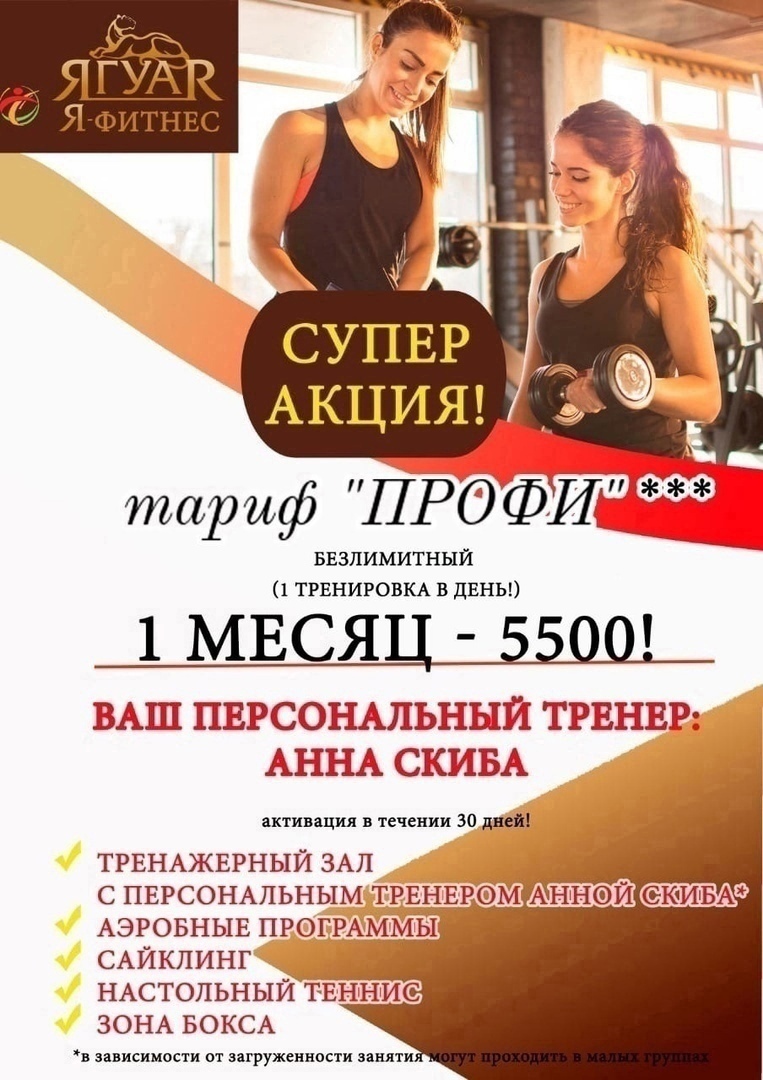 ЯГУАR
Я-ФИТНЕС
СУПЕР
АКЦИЯ!
тариф "ПРОФИ" ***
БЕЗЛИМИТНЫЙ
(1 ТРЕНИРОВКА В ДЕНЬ!)
1 МЕСЯЦ - 5500!
ВАШ ПЕРСОНАЛЬНЫЙ ТРЕНЕР:
АННА СКИБА
активация в течении 30 дней!
ТРЕНАЖЕРНЫЙ ЗАЛ
С ПЕРСОНАЛЬНЫМ ТРЕНЕРОМ АННОЙ СКИБА*
АЭРОБНЫЕ ПРОГРАММЫ
САЙКЛИНГ
НАСТОЛЬНЫЙ ТЕННИС
ЗОНА БОКСА
*в зависимости от загруженности занятия могут проходить в малых группах